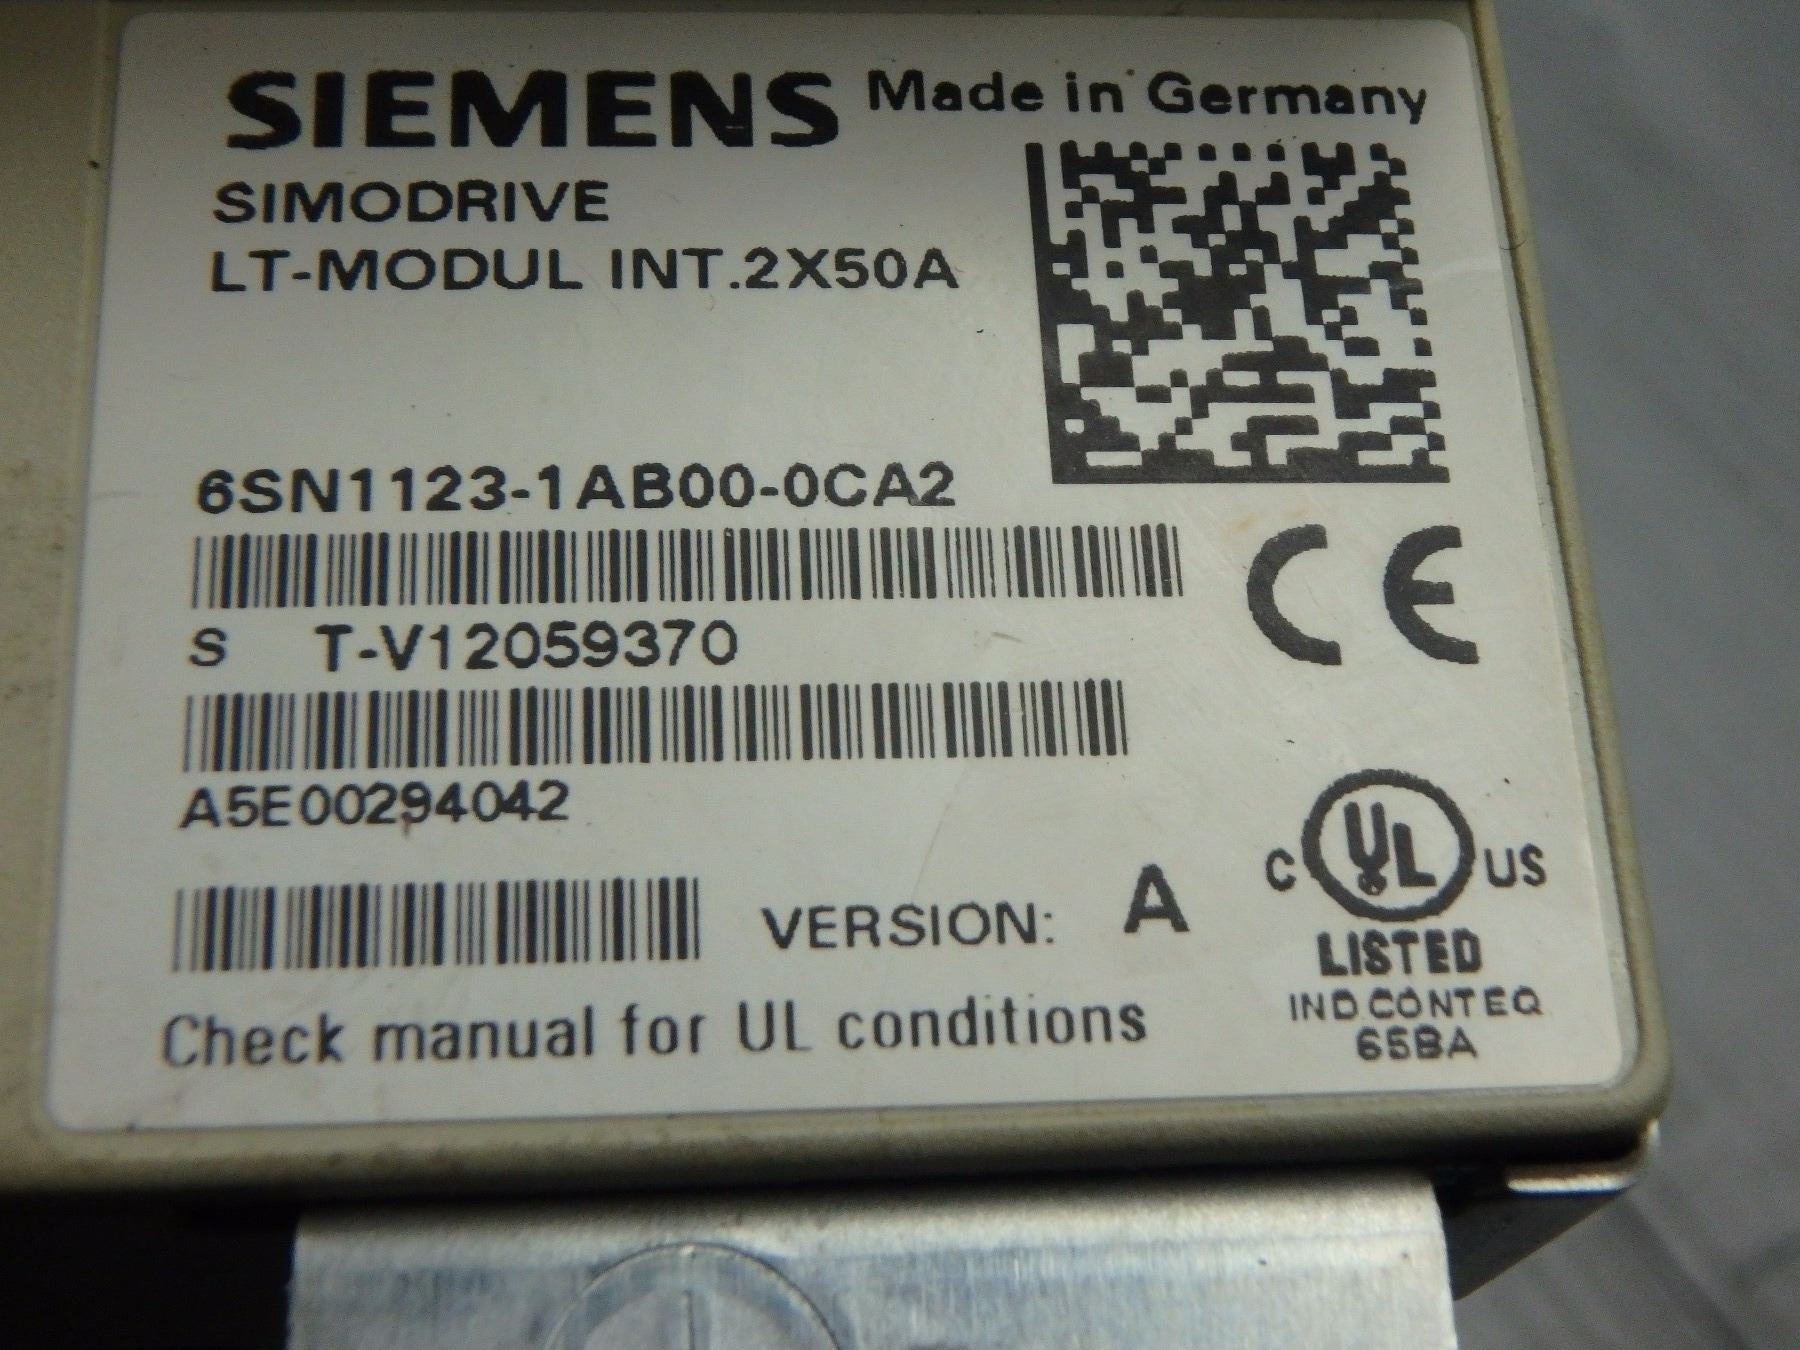 SIEMENS Made in Germany
SIMODRIVE
LT-MODUL INT.2X50A
6SN1123-1AB00-0CA2
S T-V12059370
A5E00294042
VERSION: A
CE
C UL US
LISTED
IND.CONT.EQ
65BA
Check manual for UL conditions